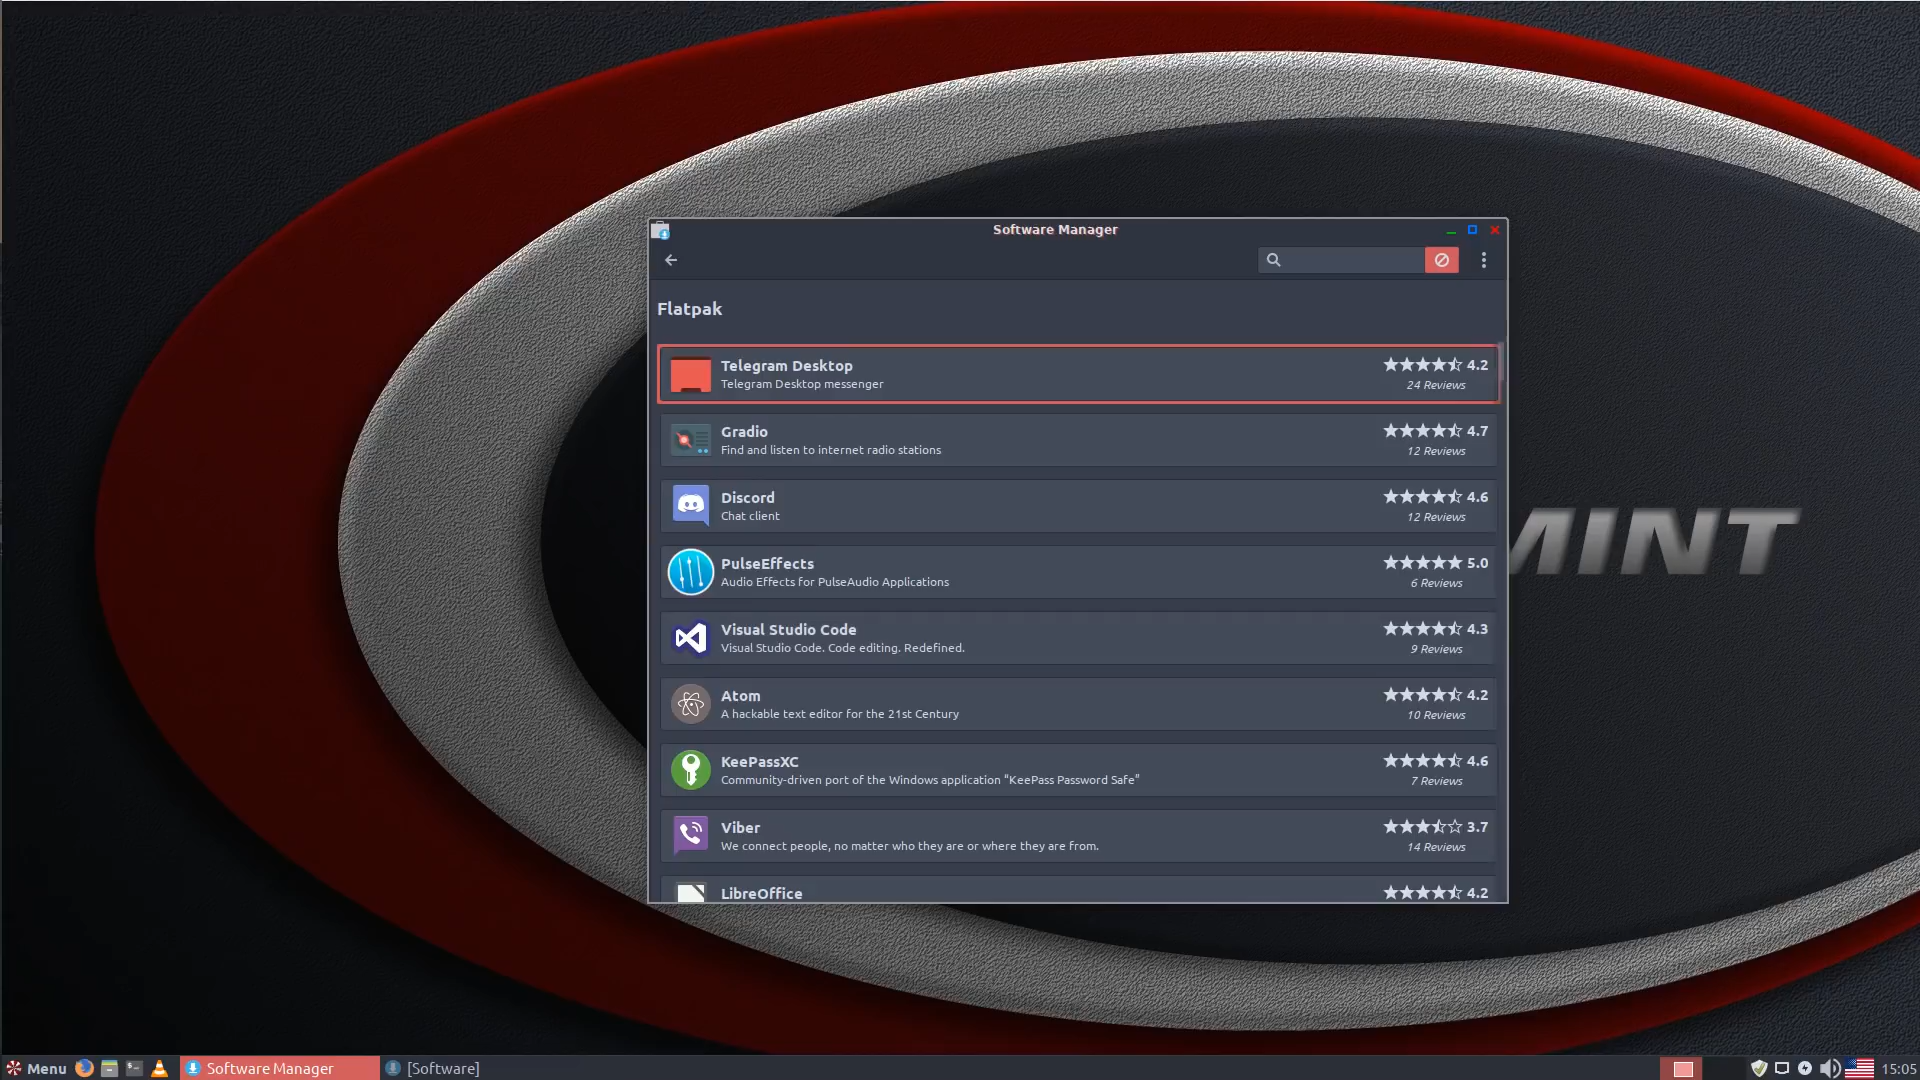 Software Manager
Flatpak
Telegram Desktop
Telegram Desktop messenger
4.2
24 Reviews
Gradio
Find and listen to internet radio stations
4.7
12 Reviews
Discord
Chat client
4.6
12 Reviews
PulseEffects
Audio Effects for PulseAudio Applications
5.0
6 Reviews
Visual Studio Code
Visual Studio Code. Code editing. Redefined.
4.3
9 Reviews
Atom
A hackable text editor for the 21st Century
4.2
10 Reviews
KeePassXC
Community-driven port of the Windows application “KeePass Password Safe”
4.6
7 Reviews
Viber
We connect people, no matter who they are or where they are from.
3.7
14 Reviews
LibreOffice
4.2
MINT
Menu
Software Manager
[Software]
15:05